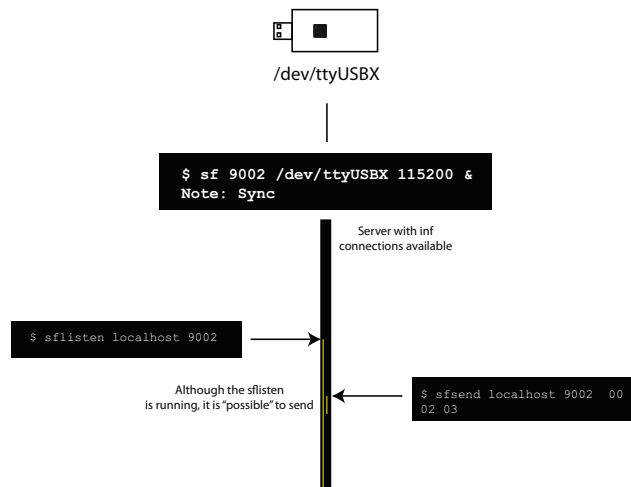 /dev/ttyUSBX
$ sf 9002 /dev/ttyUSBX 115200 &
Note: Sync
Server with inf
connections available
$ sflisten localhost 9002
Although the sflisten
is running, it is "possible" to send
$ sfsend localhost 9002  00
02 03